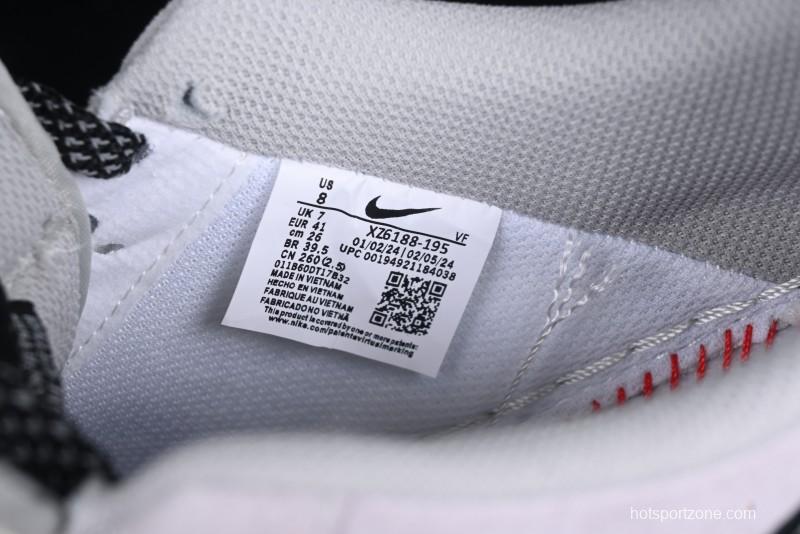 US
8
UK 7
EUR 41
cm 26
BR 39.5
CN 260(2.5)
011B60DT17B32
MADE IN VIETNAM
HECHO EN VIETNAM
FABRIQUE AU VIETNAM
FABRICADO NO VIETNÃ
This product is covered by one or more patents:
www.nike.com/patentvirtualmarking
VF
XZ6188-195
01/02/24 | 02/05/24
UPC 00194921184038
hotsportzone.com